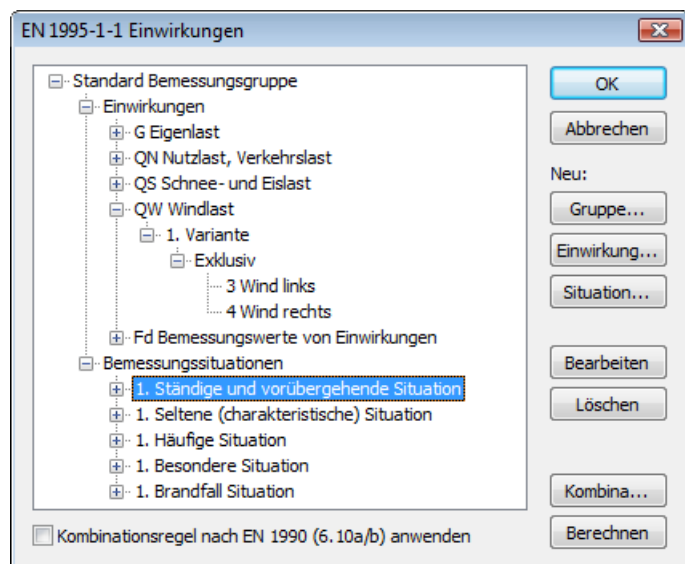 EN 1995-1-1 Einwirkungen
Standard Bemessungsgruppe
Einwirkungen
G Eigenlast
QN Nutzlast, Verkehrslast
QS Schnee- und Eislast
QW Windlast
1. Variante
Exklusiv
3 Wind links
4 Wind rechts
Fd Bemessungswerte von Einwirkungen
Bemessungssituationen
1. Ständige und vorübergehende Situation
1. Seltene (charakteristische) Situation
1. Häufige Situation
1. Besondere Situation
1. Brandfall Situation
Kombinationsregel nach EN 1990 (6.10a/b) anwenden
OK
Abbrechen
Neu:
Gruppe...
Einwirkung...
Situation...
Bearbeiten
Löschen
Kombina...
Berechnen